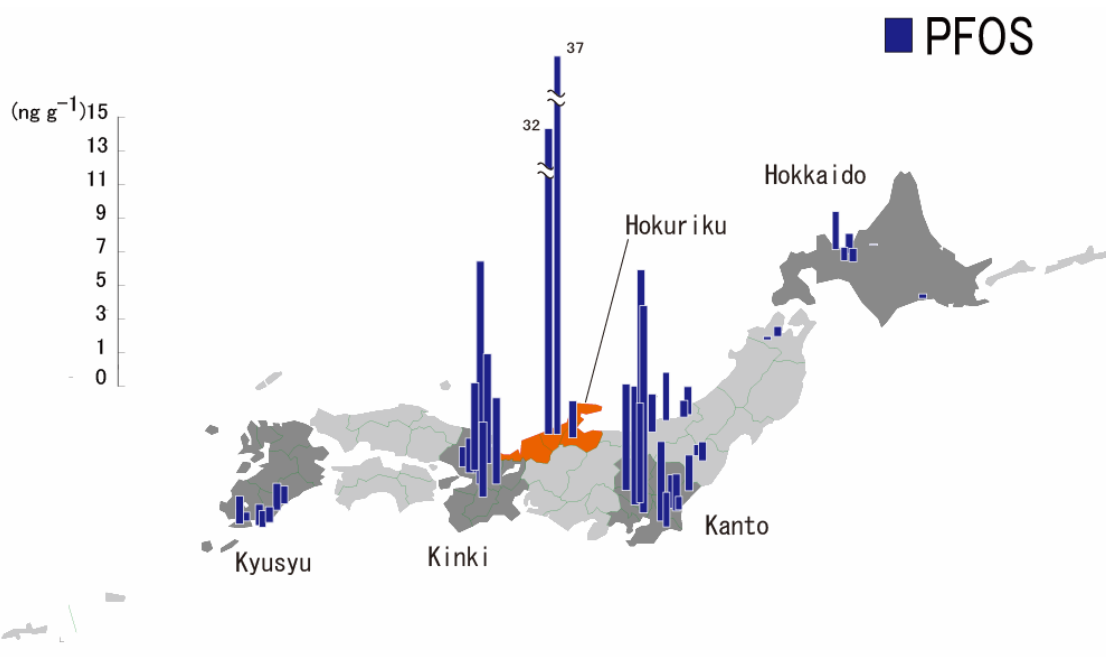 PFOS
37
(ng g⁻¹)15
32
13
11
Hokkaido
9
Hokuriku
7
5
3
1
0
Kanto
Kinki
Kyusyu